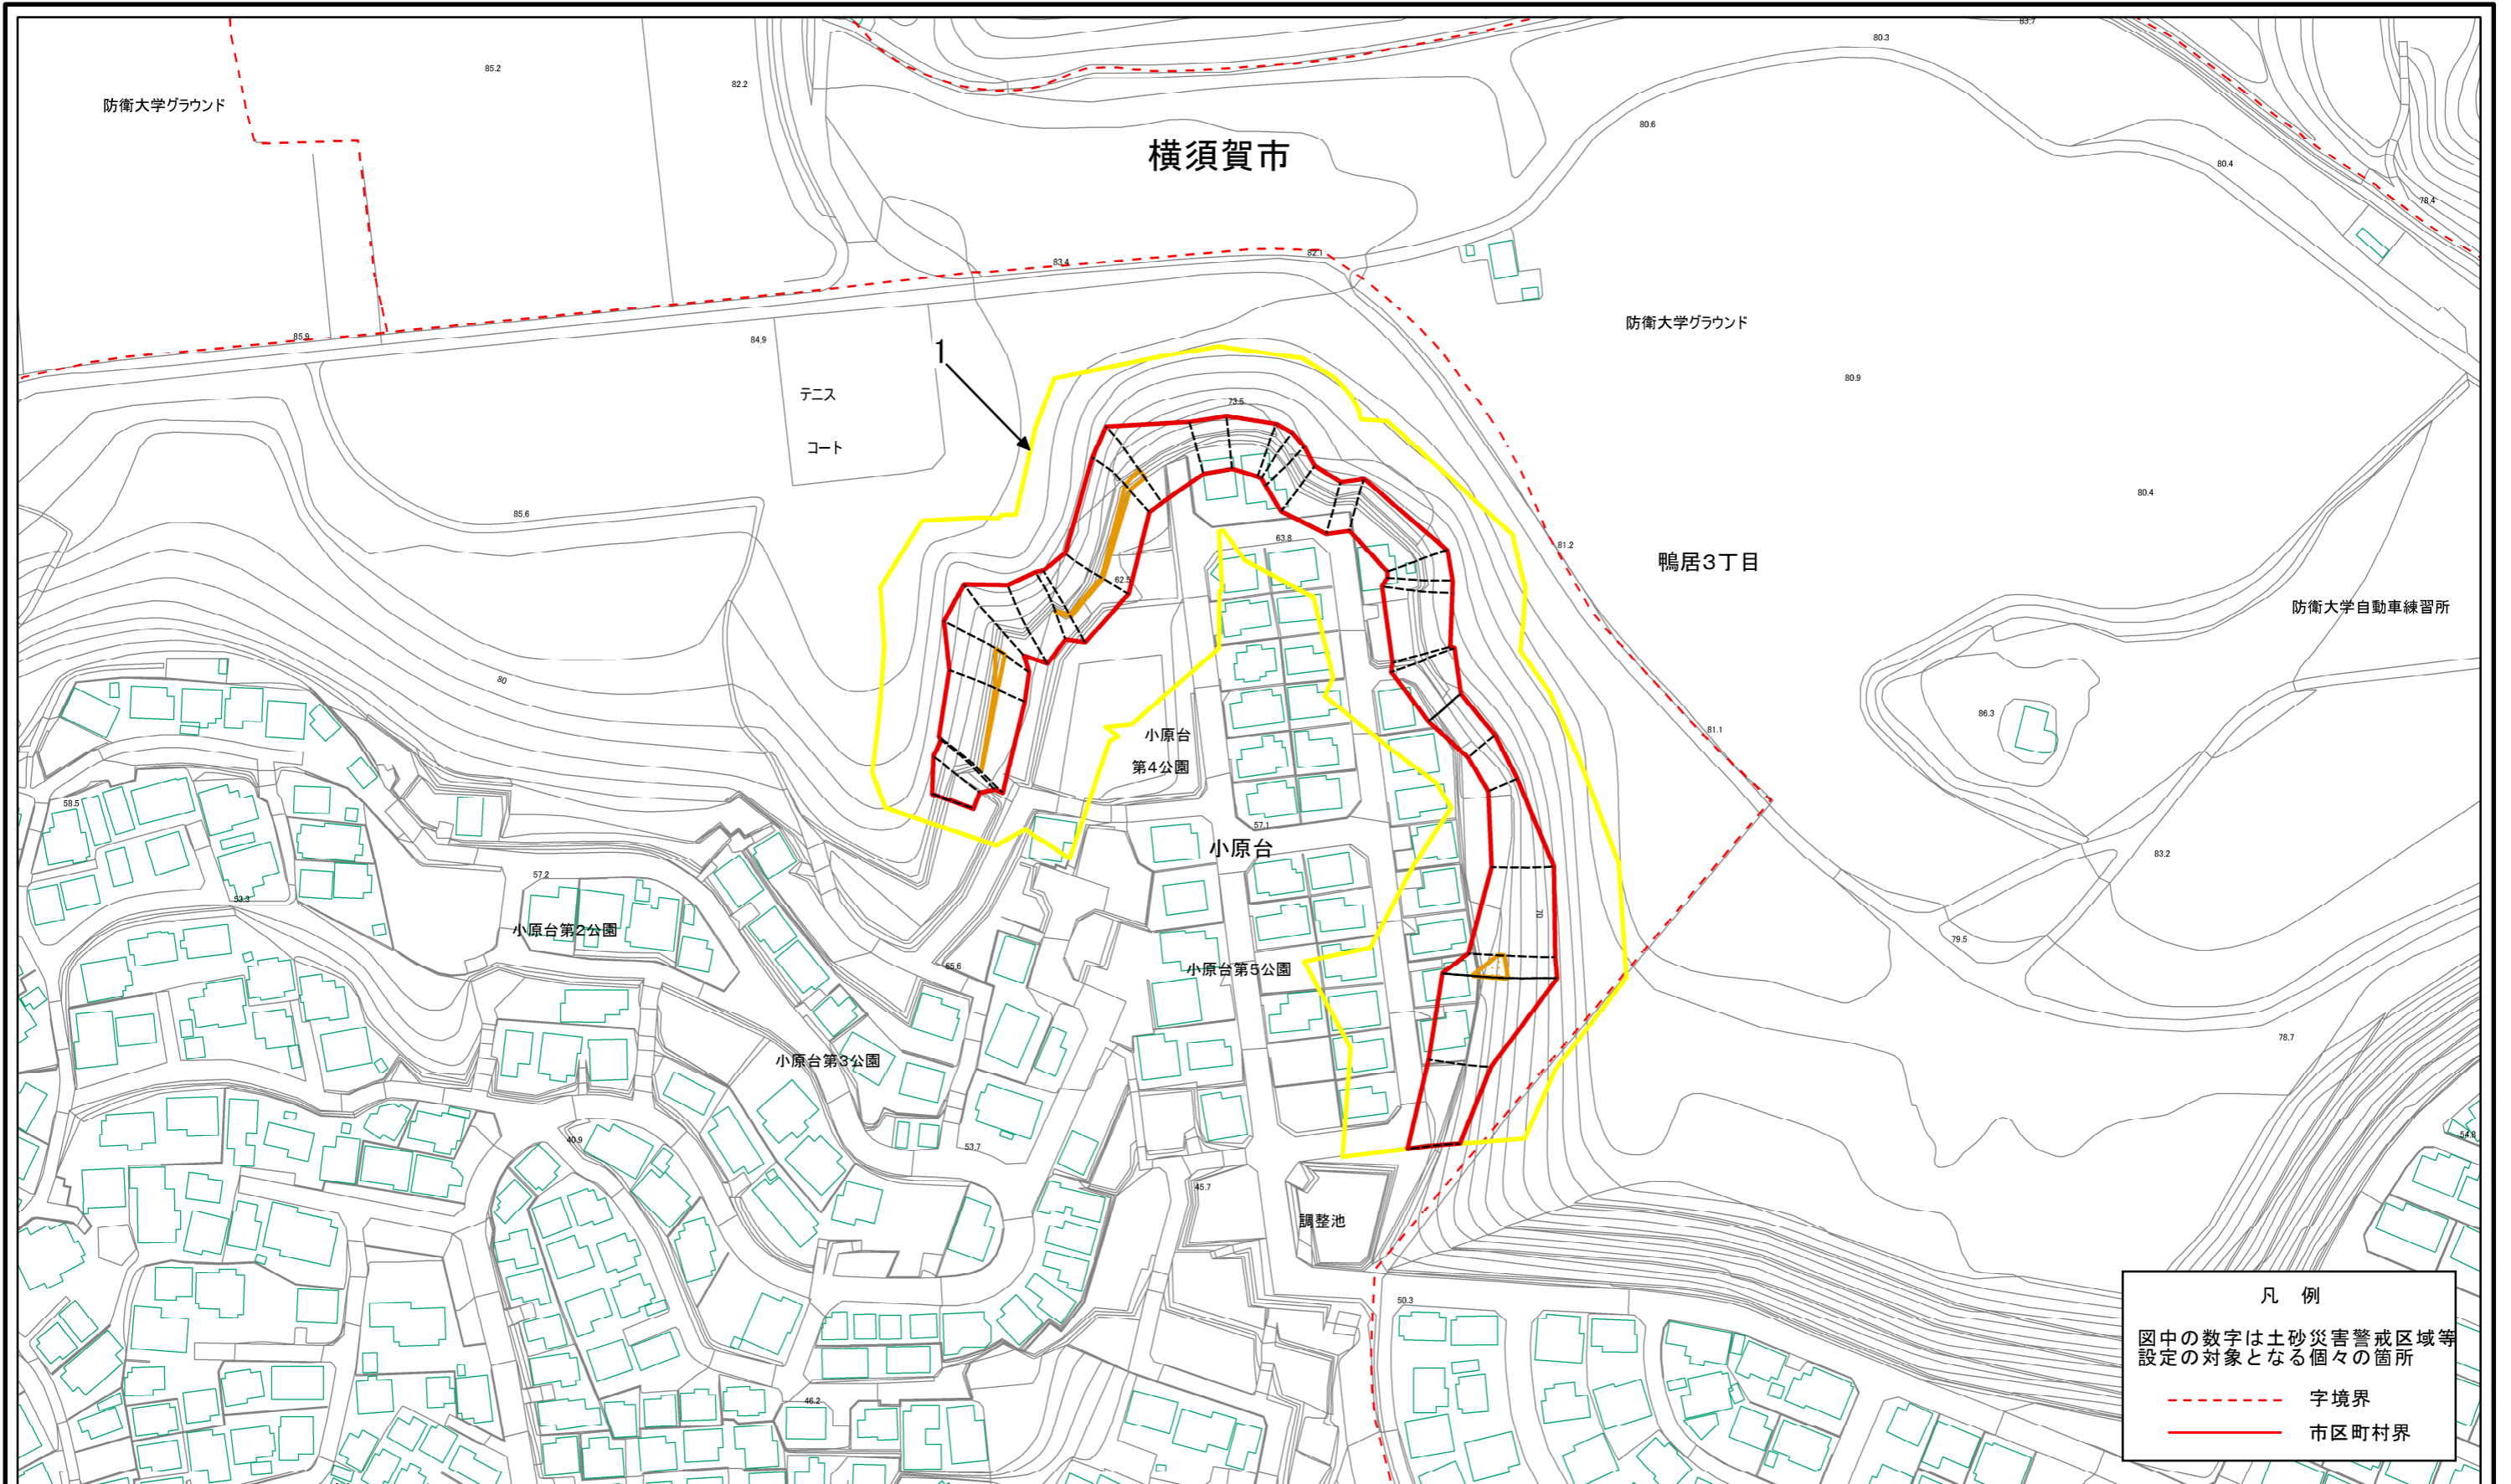 83.7
80.3
85.2
82.2
防衛大学グラウンド
80.6
横須賀市
80.4
78.4
83.4
82.1
防衛大学グラウンド
85.9
84.9
1
80.9
テニス
73.5
コート
80.4
85.6
63.8
81.2
鴨居3丁目
62.5
防衛大学自動車練習所
80
86.3
81.1
小原台
第4公園
58.5
57.1
小原台
83.2
57.2
53.3
70
小原台第2公園
79.5
65.6
小原台第5公園
78.7
小原台第3公園
40.9
53.7
54.8
45.7
調整池
50.3
46.2
凡 例
図中の数字は土砂災害警戒区域等
設定の対象となる個々の箇所
字境界
市区町村界